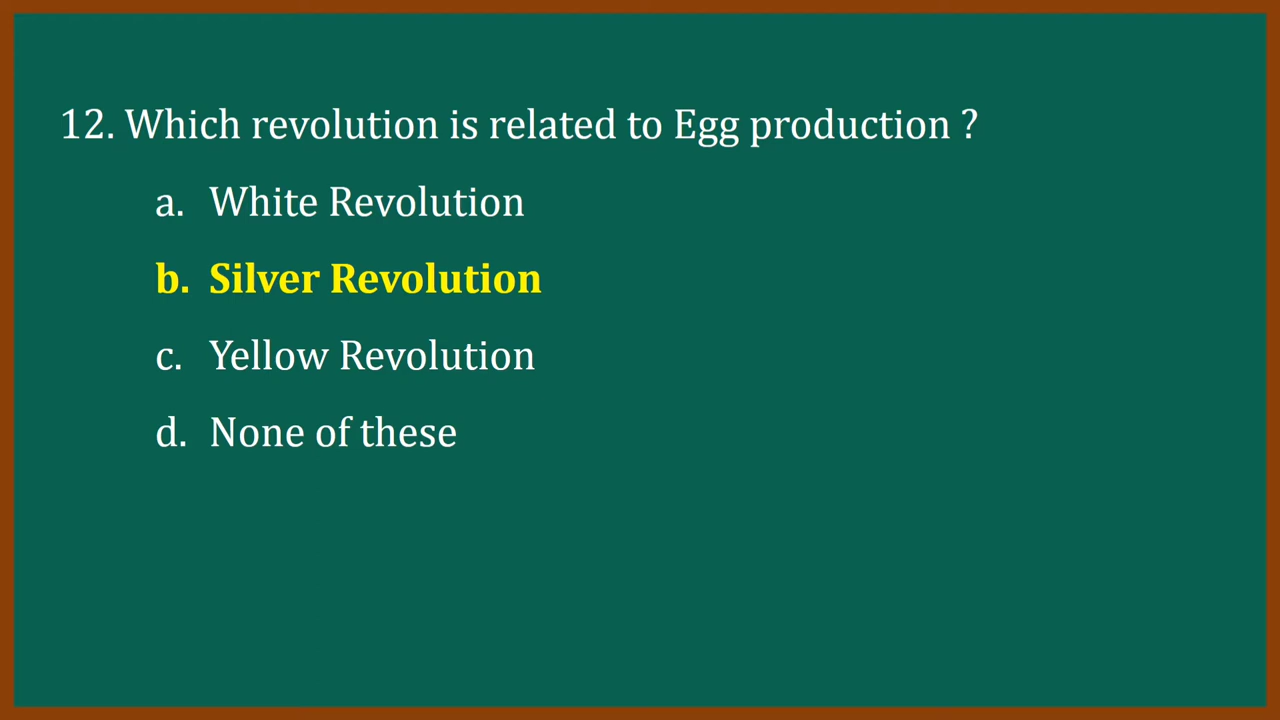 12. Which revolution is related to Egg production ?
a. White Revolution
b. Silver Revolution
c. Yellow Revolution
d. None of these